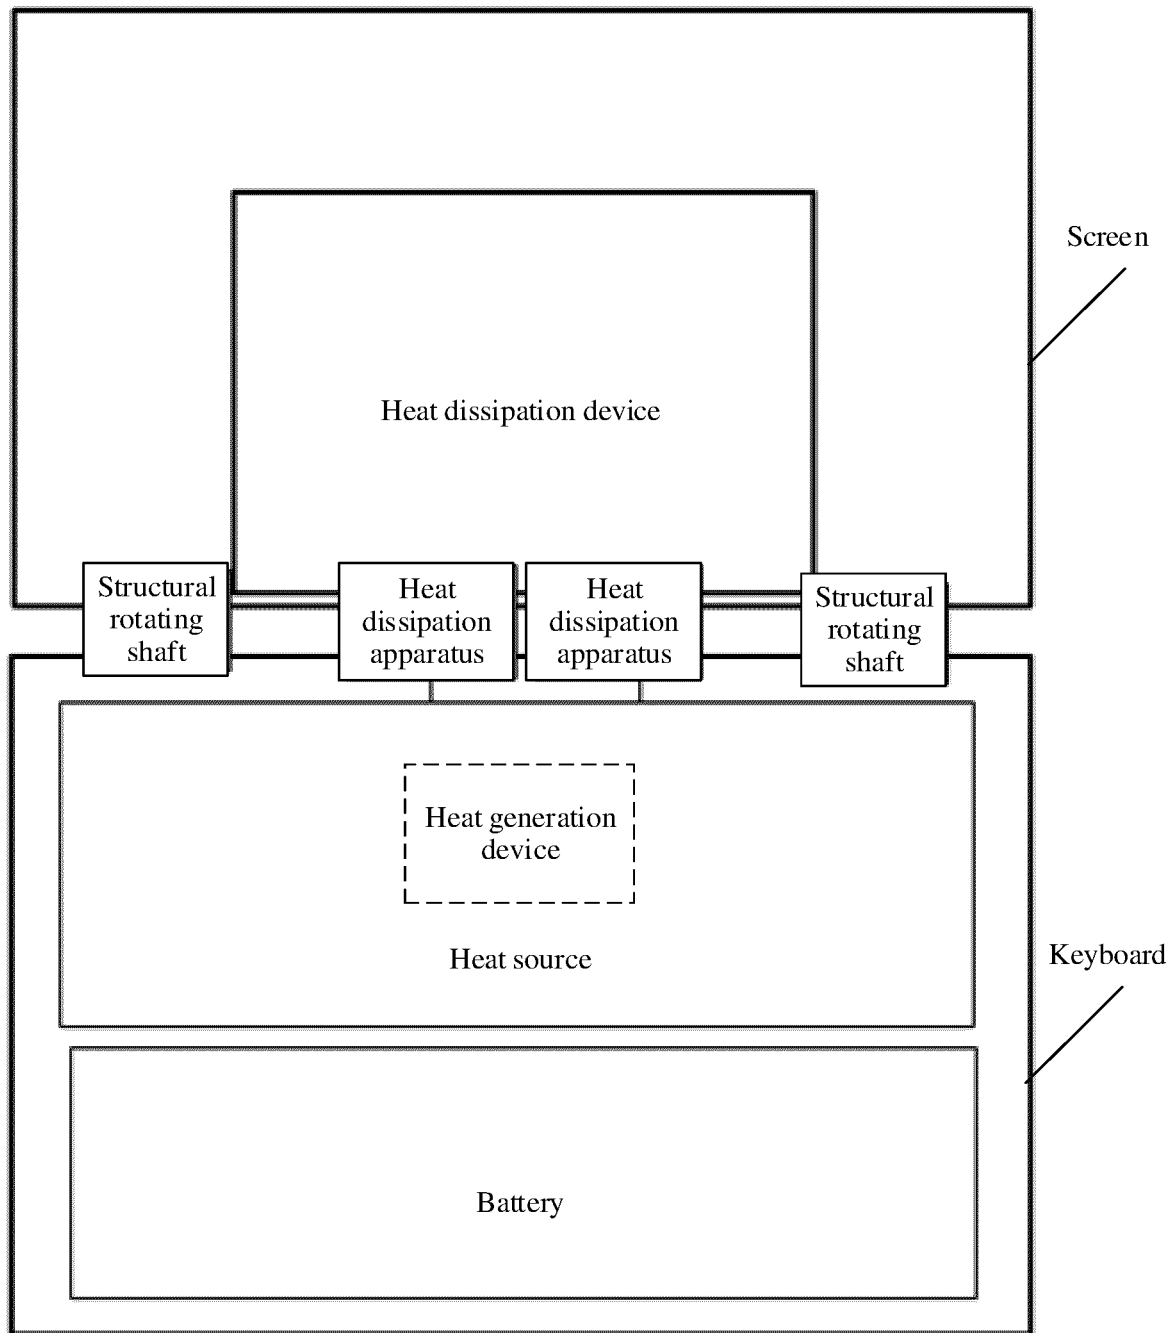 Screen
Heat dissipation device
Structural
rotating
shaft
Heat
dissipation
apparatus
Heat
dissipation
apparatus
Structural
rotating
shaft
Heat generation
device
Heat source
Keyboard
Battery